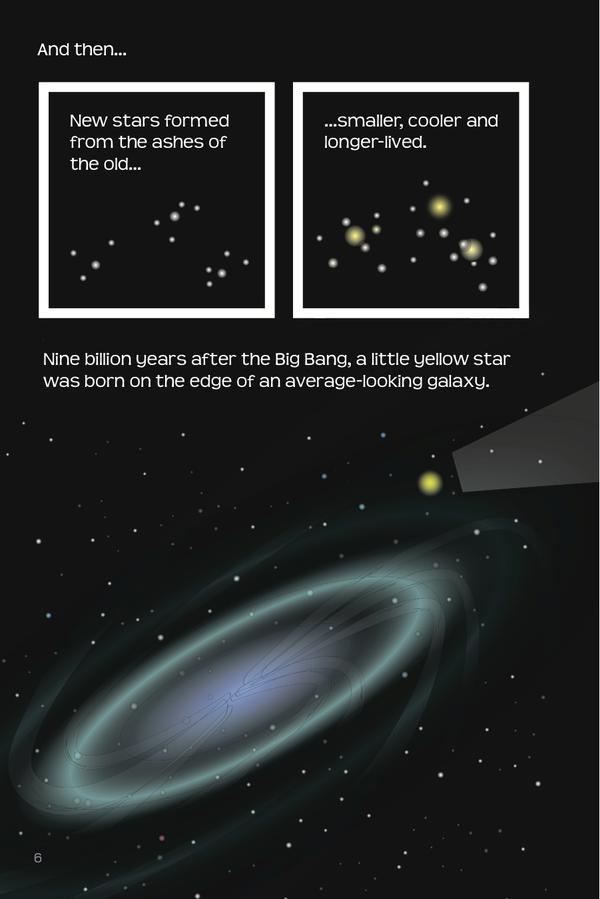 And then...
New stars formed
from the ashes of
the old...
...smaller, cooler and
longer-lived.
Nine billion years after the Big Bang, a little yellow star
was born on the edge of an average-looking galaxy.
6